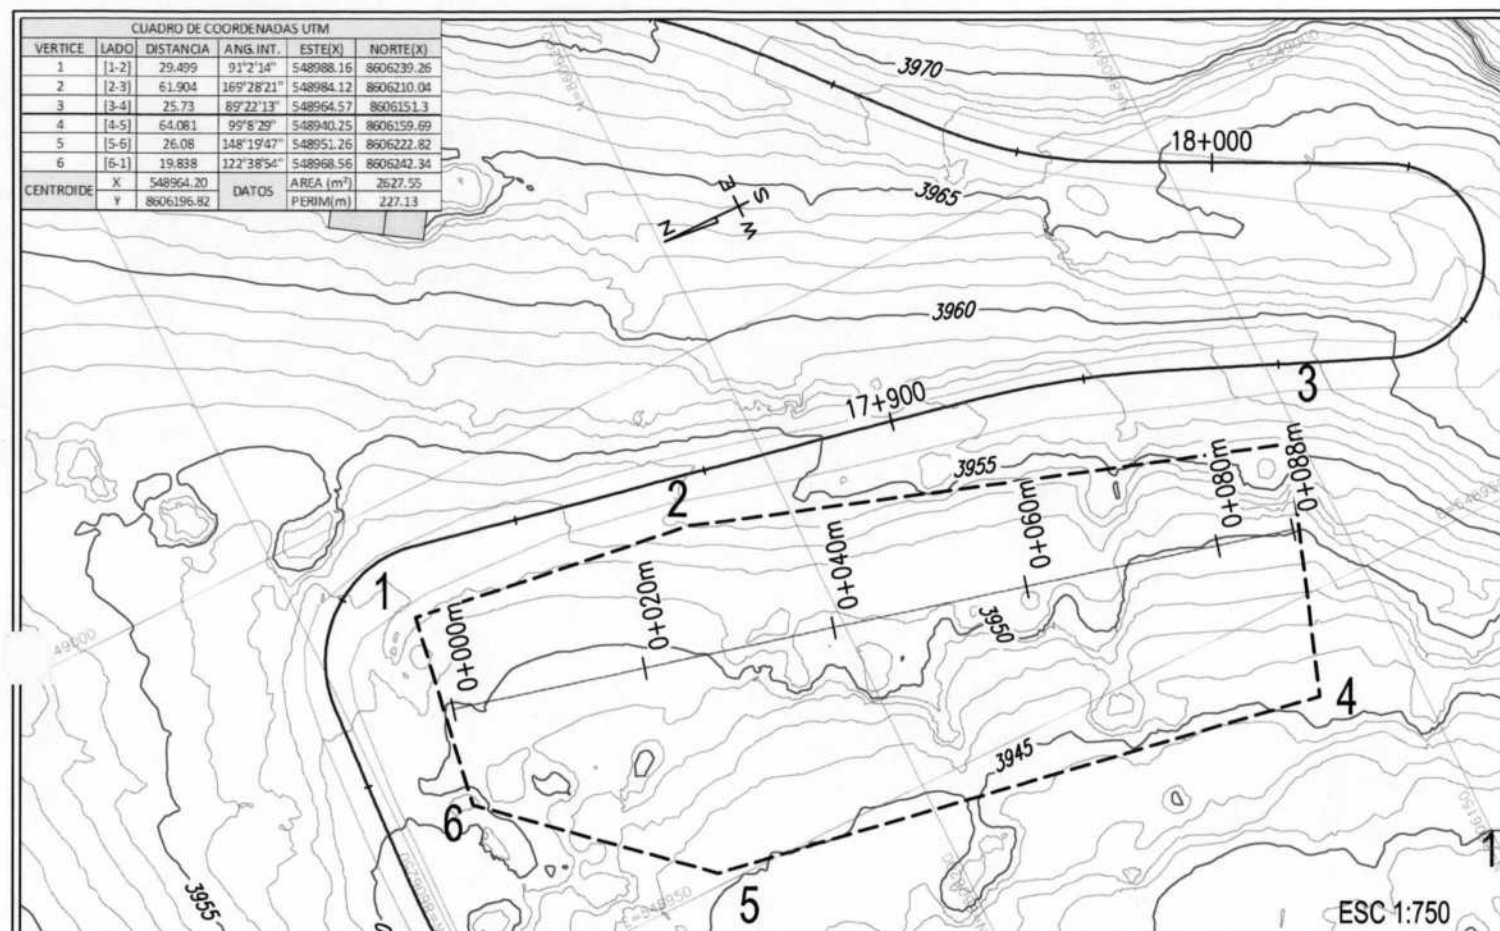 CUADRO DE COORDENADAS UTM
VERTICE LADO DISTANCIA ANG.INT. ESTE(X) NORTE(X)
1 [1-2] 29.499 91°2'14" 548988.16 8606239.26
2 [2-3] 61.904 169°28'21" 548984.12 8606210.04
3 [3-4] 25.73 89°22'13" 548964.57 8606151.3
4 [4-5] 64.081 99°8'29" 548940.25 8606159.69
5 [5-6] 26.08 148°19'47" 548951.26 8606222.82
6 [6-1] 19.838 122°38'54" 548968.56 8606242.34
CENTROIDE X 548964.20 DATOS AREA (m²) 2627.55
Y 8606196.82 PERIM(m) 227.13
3970
18+000
3965
N
E
S
W
3960
17+900
3
3955
2
1
0+000m
0+020m
0+040m
0+060m
0+080m
0+088m
3950
4
3945
6
5
3955
E=548950
1
ESC 1:750